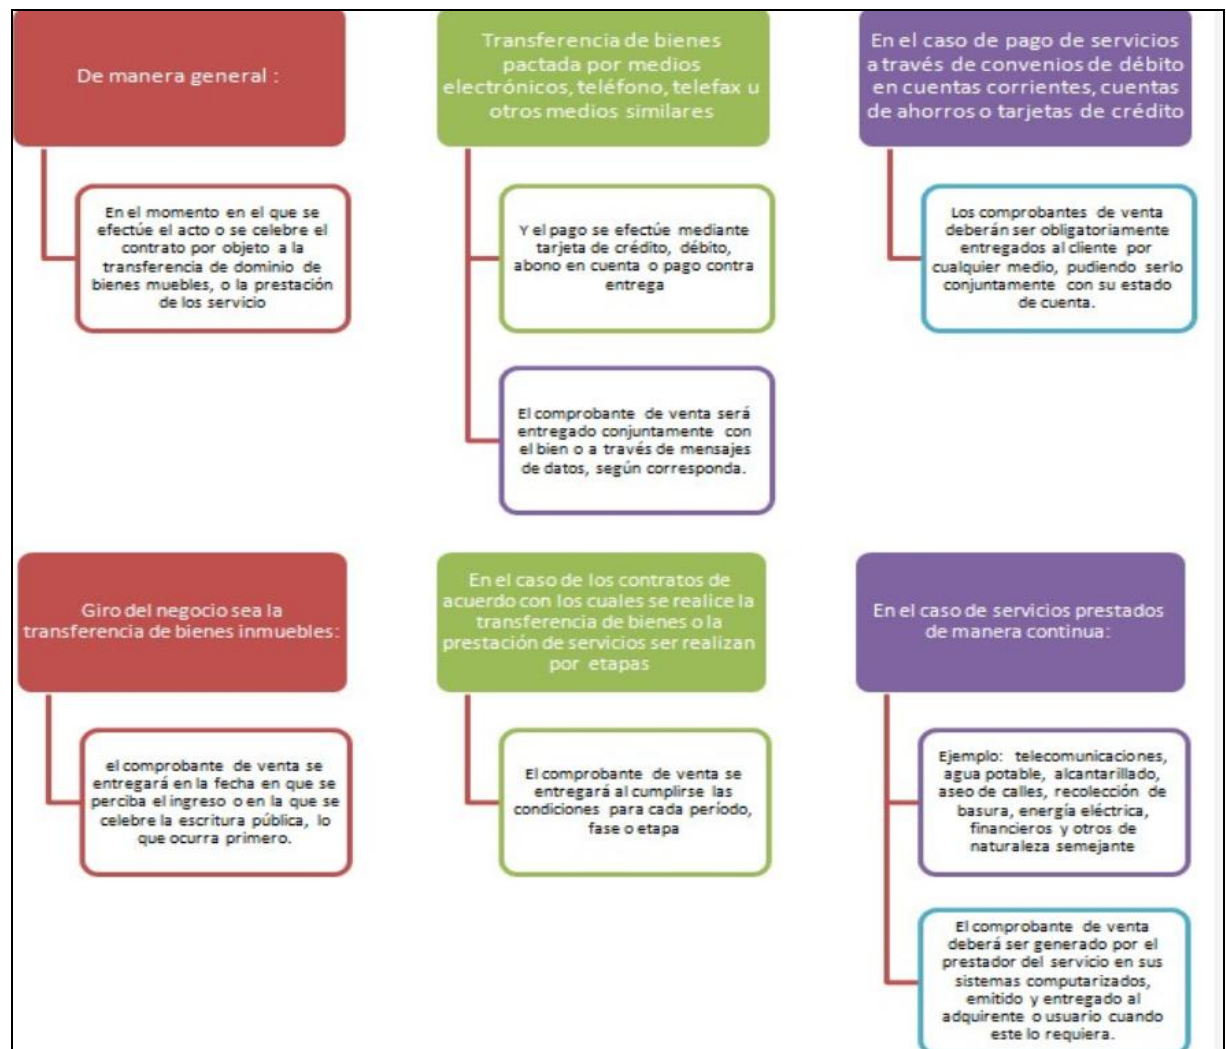 De manera general :
En el momento en el que se
efectúe el acto o se celebre el
contrato por objeto a la
transferencia de dominio de
bienes muebles, o la prestación
de los servicio
Transferencia de bienes
pactada por medios
electrónicos, teléfono, telefax u
otros medios similares
Y el pago se efectúe mediante
tarjeta de crédito, débito,
abono en cuenta o pago contra
entrega
El comprobante de venta será
entregado conjuntamente con
el bien o a través de mensajes
de datos, según corresponda.
En el caso de pago de servicios
a través de convenios de débito
en cuentas corrientes, cuentas
de ahorros o tarjetas de crédito
Los comprobantes de venta
deberán ser obligatoriamente
entregados al cliente por
cualquier medio, pudiendo serlo
conjuntamente con su estado
de cuenta.
Giro del negocio sea la
transferencia de bienes inmuebles:
el comprobante de venta se
entregará en la fecha en que se
perciba el ingreso o en la que se
celebre la escritura pública, lo
que ocurra primero.
En el caso de los contratos de
acuerdo con los cuales se realice la
transferencia de bienes o la
prestación de servicios ser realizan
por etapas
El comprobante de venta se
entregará al cumplirse las
condiciones para cada período,
fase o etapa
En el caso de servicios prestados
de manera continua:
Ejemplo: telecomunicaciones,
agua potable, alcantarillado,
aseo de calles, recolección de
basura, energía eléctrica,
financieros y otros de
naturaleza semejante
El comprobante de venta
deberá ser generado por el
prestador del servicio en sus
sistemas computarizados,
emitido y entregado al
adquirente o usuario cuando
este lo requiera.